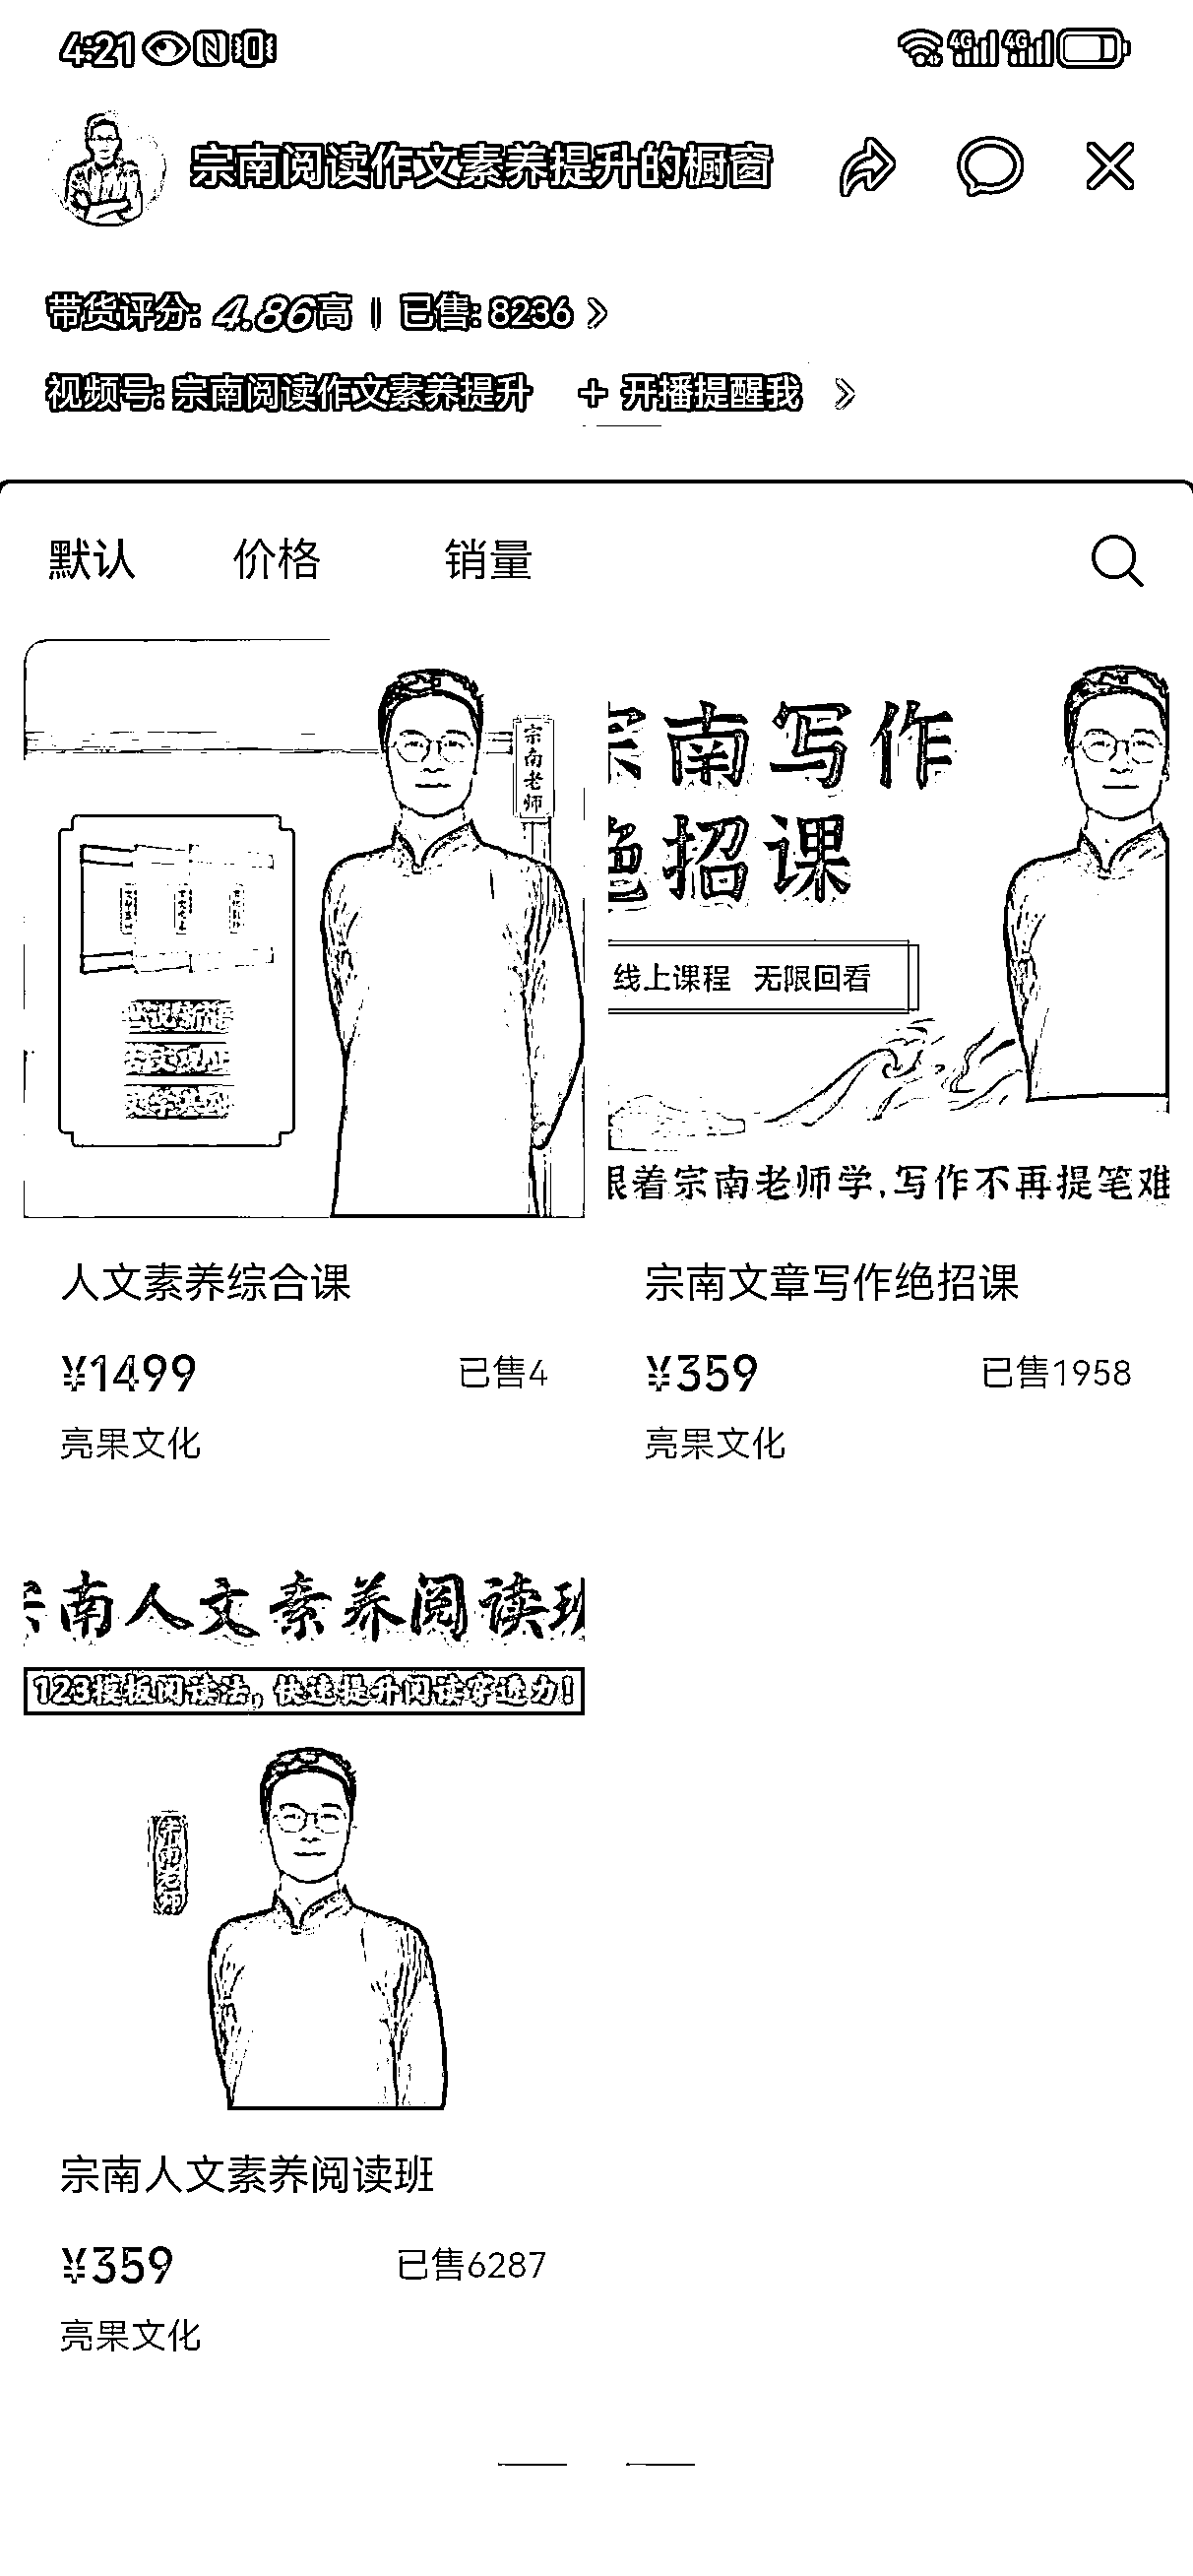 4:21
4G 4G
宗南阅读作文素养提升的橱窗
带货评分: 4.86高 | 已售: 8236 >
视频号: 宗南阅读作文素养提升 + 开播提醒我 >
默认 价格 销量
宗南老师
人文素养综合课
¥1499 已售4
亮果文化
宗南写作
绝招课
线上课程 无限回看
跟着宗南老师学,写作不再提笔难
宗南文章写作绝招课
¥359 已售1958
亮果文化
宗南人文素养阅读班
123模板阅读法,快速提升阅读穿透力!
宗南老师
宗南人文素养阅读班
¥359 已售6287
亮果文化